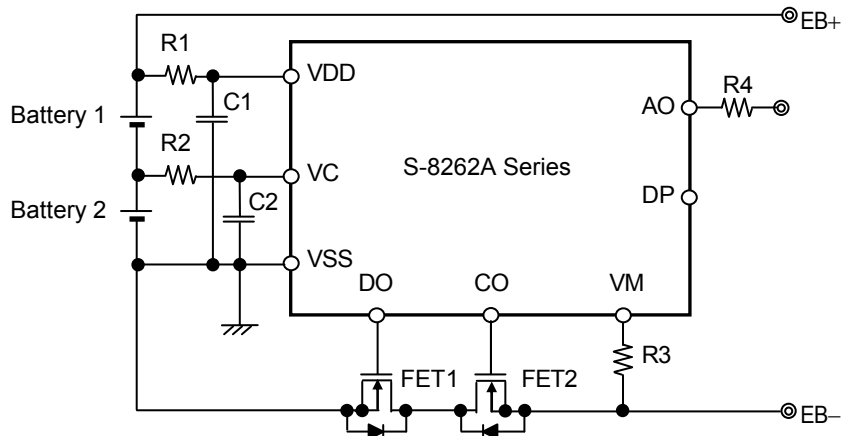 EB+
R1
VDD
C1
AO
R4
Battery 1
R2
VC
S-8262A Series
C2
DP
Battery 2
VSS
DO
CO
VM
R3
FET1
FET2
EB−